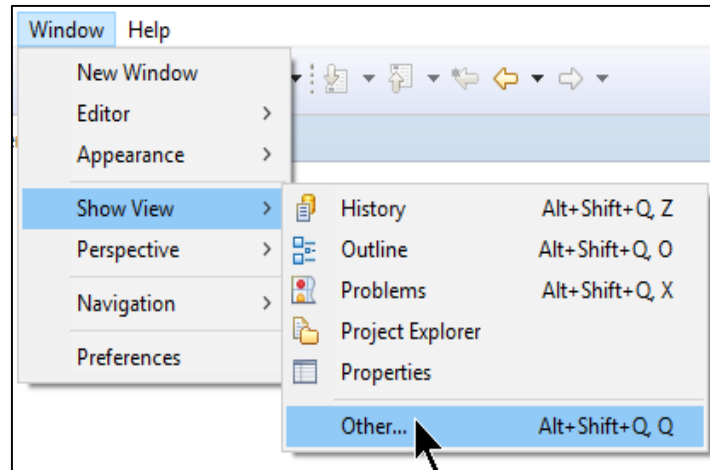 Window Help
New Window
Editor
Appearance
Show View
Perspective
Navigation
Preferences
History Alt+Shift+Q, Z
Outline Alt+Shift+Q, O
Problems Alt+Shift+Q, X
Project Explorer
Properties
Other... Alt+Shift+Q, Q